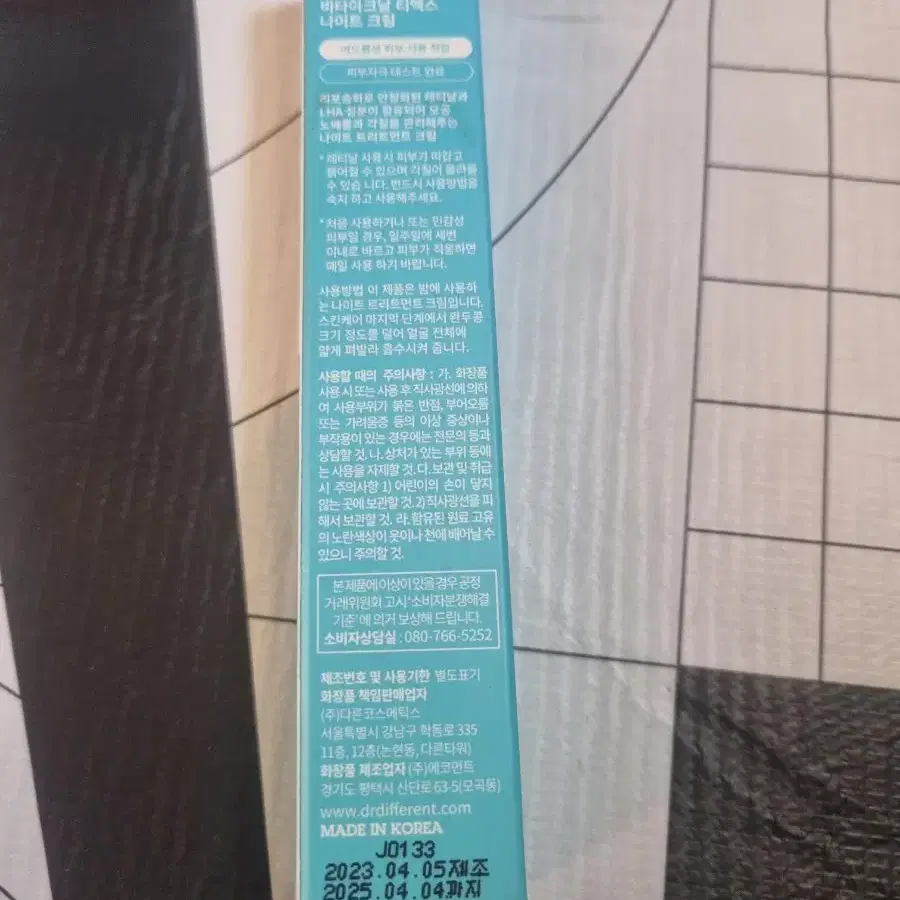 비타이크날 티엑스
나이트 크림
여드름성 피부 사용 적합
피부자극 테스트 완료
리포좀화로 안정화된 레티날과
LHA 성분이 함유되어 모공
노폐물과 각질을 관리해주는
나이트 트리트먼트 크림
* 레티날 사용 시 피부가 따갑고
붉어질 수 있으며 각질이 올라올
수 있습 니다. 반드시 사용방법을
숙지 하고 사용해주세요.
* 처음 사용하거나 또는 민감성
피부일 경우, 일주일에 세번
이내로 바르고 피부가 적응하면
매일 사용 하기 바랍니다.
사용방법 이 제품은 밤에 사용하
는 나이트 트리트먼트 크림입니다.
스킨케어 마지막 단계에서 완두콩
크기 정도를 덜어 얼굴 전체에
얇게 펴발라 흡수시켜 줍니다.
사용할 때의 주의사항 : 가. 화장품
사용 시 또는 사용 후 직사광선에 의하
여 사용부위가 붉은 반점, 부어오름
또는 가려움증 등의 이상 증상이나
부작용이 있는 경우에는 전문의 등과
상담할 것. 나. 상처가 있는 부위 등에
는 사용을 자제할 것. 다. 보관 및 취급
시 주의사항 1) 어린이의 손이 닿지
않는 곳에 보관할 것. 2)직사광선을 피
해서 보관할 것. 라. 함유된 원료 고유
의 노란색상이 옷이나 천에 배어날 수
있으니 주의할 것.
본 제품에 이상이 있을 경우 공정
거래위원회 고시 '소비자분쟁해결
기준' 에 의거 보상해 드립니다.
소비자상담실 : 080-766-5252
제조번호 및 사용기한 별도표기
화장품 책임판매업자
(주)다른코스메틱스
서울특별시 강남구 학동로 335
11층, 12층(논현동, 다른타워)
화장품 제조업자 (주)에코먼트
경기도 평택시 산단로 63-5(모곡동)
www.drdifferent.com
MADE IN KOREA
J0133
2023.04.05제조
2025.04.04까지